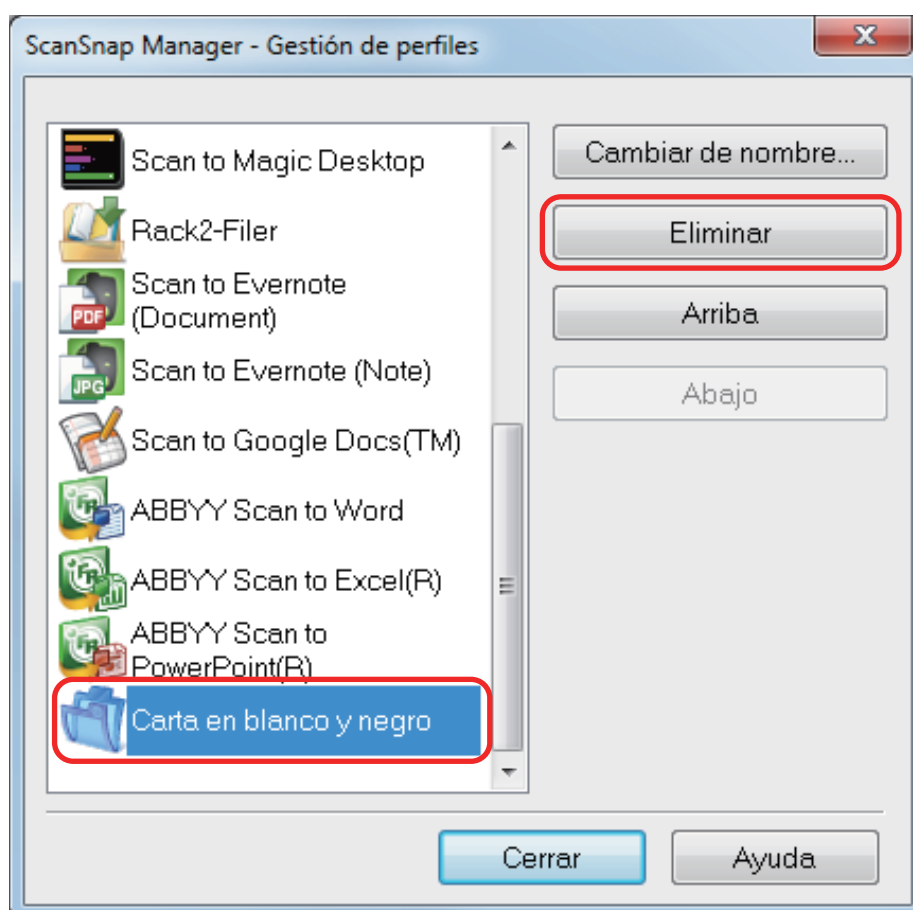 ScanSnap Manager - Gestión de perfiles
Scan to Magic Desktop
Rack2-Filer
Scan to Evernote
(Document)
PDF
Scan to Evernote (Note)
JPG
Scan to Google Docs(TM)
ABBYY Scan to Word
ABBYY Scan to Excel(R)
ABBYY Scan to
PowerPoint(R)
Carta en blanco y negro
Cambiar de nombre...
Eliminar
Arriba
Abajo
Cerrar
Ayuda